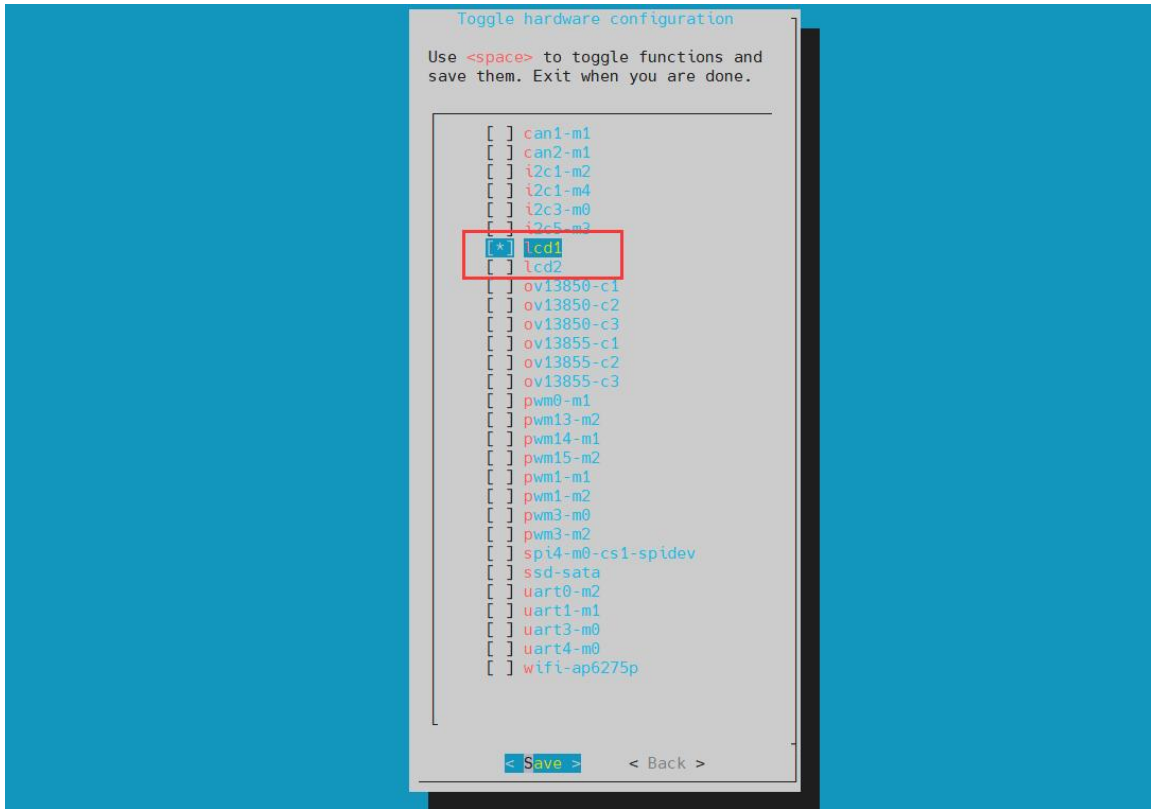 Toggle hardware configuration
Use <space> to toggle functions and
save them. Exit when you are done.
[ ] can1-m1
[ ] can2-m1
[ ] i2c1-m2
[ ] i2c1-m4
[ ] i2c3-m0
[ ] i2c5-m3
[*] lcd1
[ ] lcd2
[ ] ov13850-c1
[ ] ov13850-c2
[ ] ov13850-c3
[ ] ov13855-c1
[ ] ov13855-c2
[ ] ov13855-c3
[ ] pwm0-m1
[ ] pwm13-m2
[ ] pwm14-m1
[ ] pwm15-m2
[ ] pwm1-m1
[ ] pwm1-m2
[ ] pwm3-m0
[ ] pwm3-m2
[ ] spi4-m0-cs1-spidev
[ ] ssd-sata
[ ] uart0-m2
[ ] uart1-m1
[ ] uart3-m0
[ ] uart4-m0
[ ] wifi-ap6275p
< Save > < Back >